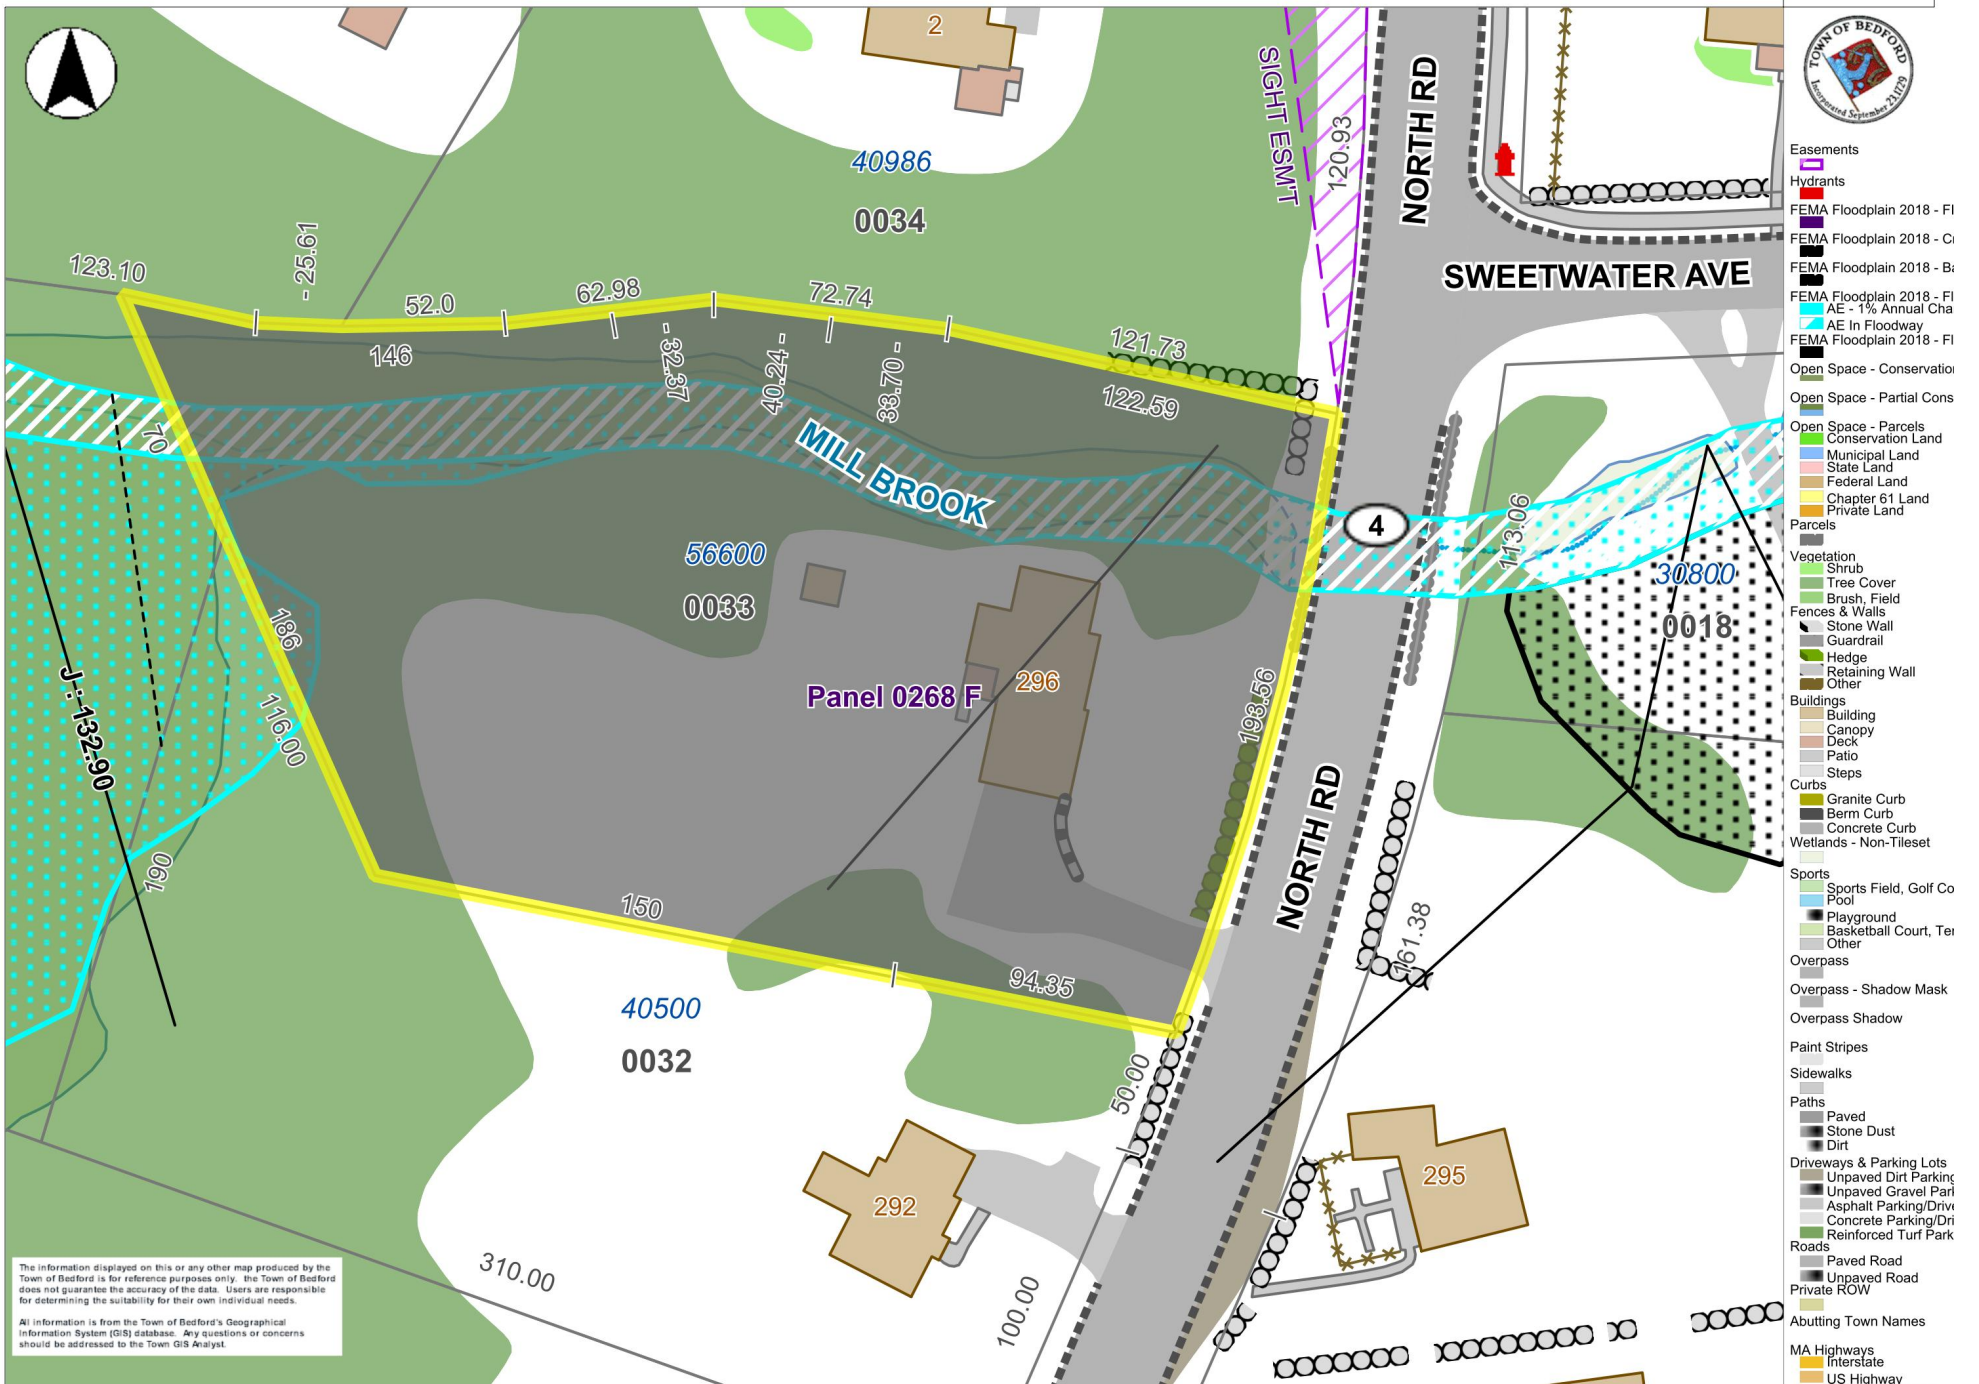 2
TOWN OF BEDFORD
Incorporated September 23, 1729
SIGHT ESM'T
120.93
NORTH RD
40986
0034
SWEETWATER AVE
123.10
- 25.61
52.0
62.98
72.74
121.73
146
- 32.37
40.24 -
33.70 -
122.59
70
MILL BROOK
4
113.06
56600
0033
30800
0018
186
116.00
J : 132.90
Panel 0268 F
296
193.56
190
150
94.35
NORTH RD
161.38
40500
0032
50.00
292
295
310.00
100.00
The information displayed on this or any other map produced by the
Town of Bedford is for reference purposes only. the Town of Bedford
does not guarantee the accuracy of the data. Users are responsible
for determining the suitability for their own individual needs.
All information is from the Town of Bedford's Geographical
Information System (GIS) database. Any questions or concerns
should be addressed to the Town GIS Analyst.
Easements
Hydrants
FEMA Floodplain 2018 - Fl
FEMA Floodplain 2018 - Cr
FEMA Floodplain 2018 - Ba
FEMA Floodplain 2018 - Fl
AE - 1% Annual Cha
AE In Floodway
FEMA Floodplain 2018 - Fl
Open Space - Conservation
Open Space - Partial Cons
Open Space - Parcels
Conservation Land
Municipal Land
State Land
Federal Land
Chapter 61 Land
Private Land
Parcels
Vegetation
Shrub
Tree Cover
Brush, Field
Fences & Walls
Stone Wall
Guardrail
Hedge
Retaining Wall
Other
Buildings
Building
Canopy
Deck
Patio
Steps
Curbs
Granite Curb
Berm Curb
Concrete Curb
Wetlands - Non-Tileset
Sports
Sports Field, Golf Co
Pool
Playground
Basketball Court, Ter
Other
Overpass
Overpass - Shadow Mask
Overpass Shadow
Paint Stripes
Sidewalks
Paths
Paved
Stone Dust
Dirt
Driveways & Parking Lots
Unpaved Dirt Parking
Unpaved Gravel Park
Asphalt Parking/Drive
Concrete Parking/Dri
Reinforced Turf Park
Roads
Paved Road
Unpaved Road
Private ROW
Abutting Town Names
MA Highways
Interstate
US Highway